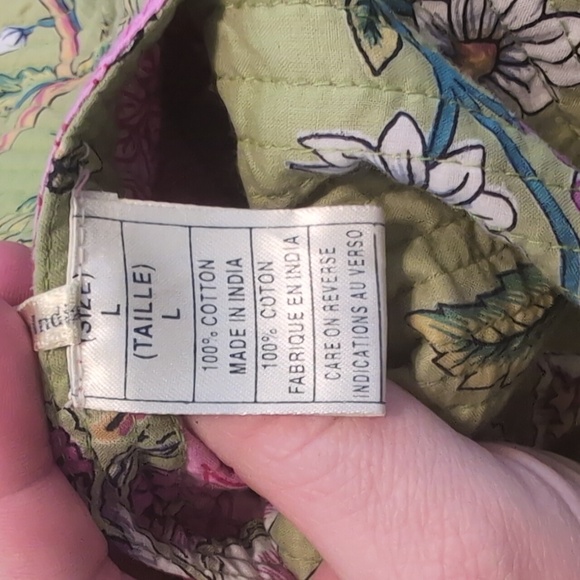 (SIZE)
L
(TAILLE)
L
100% COTTON
MADE IN INDIA
100% COTON
FABRIQUE EN INDIA
CARE ON REVERSE
INDICATIONS AU VERSO